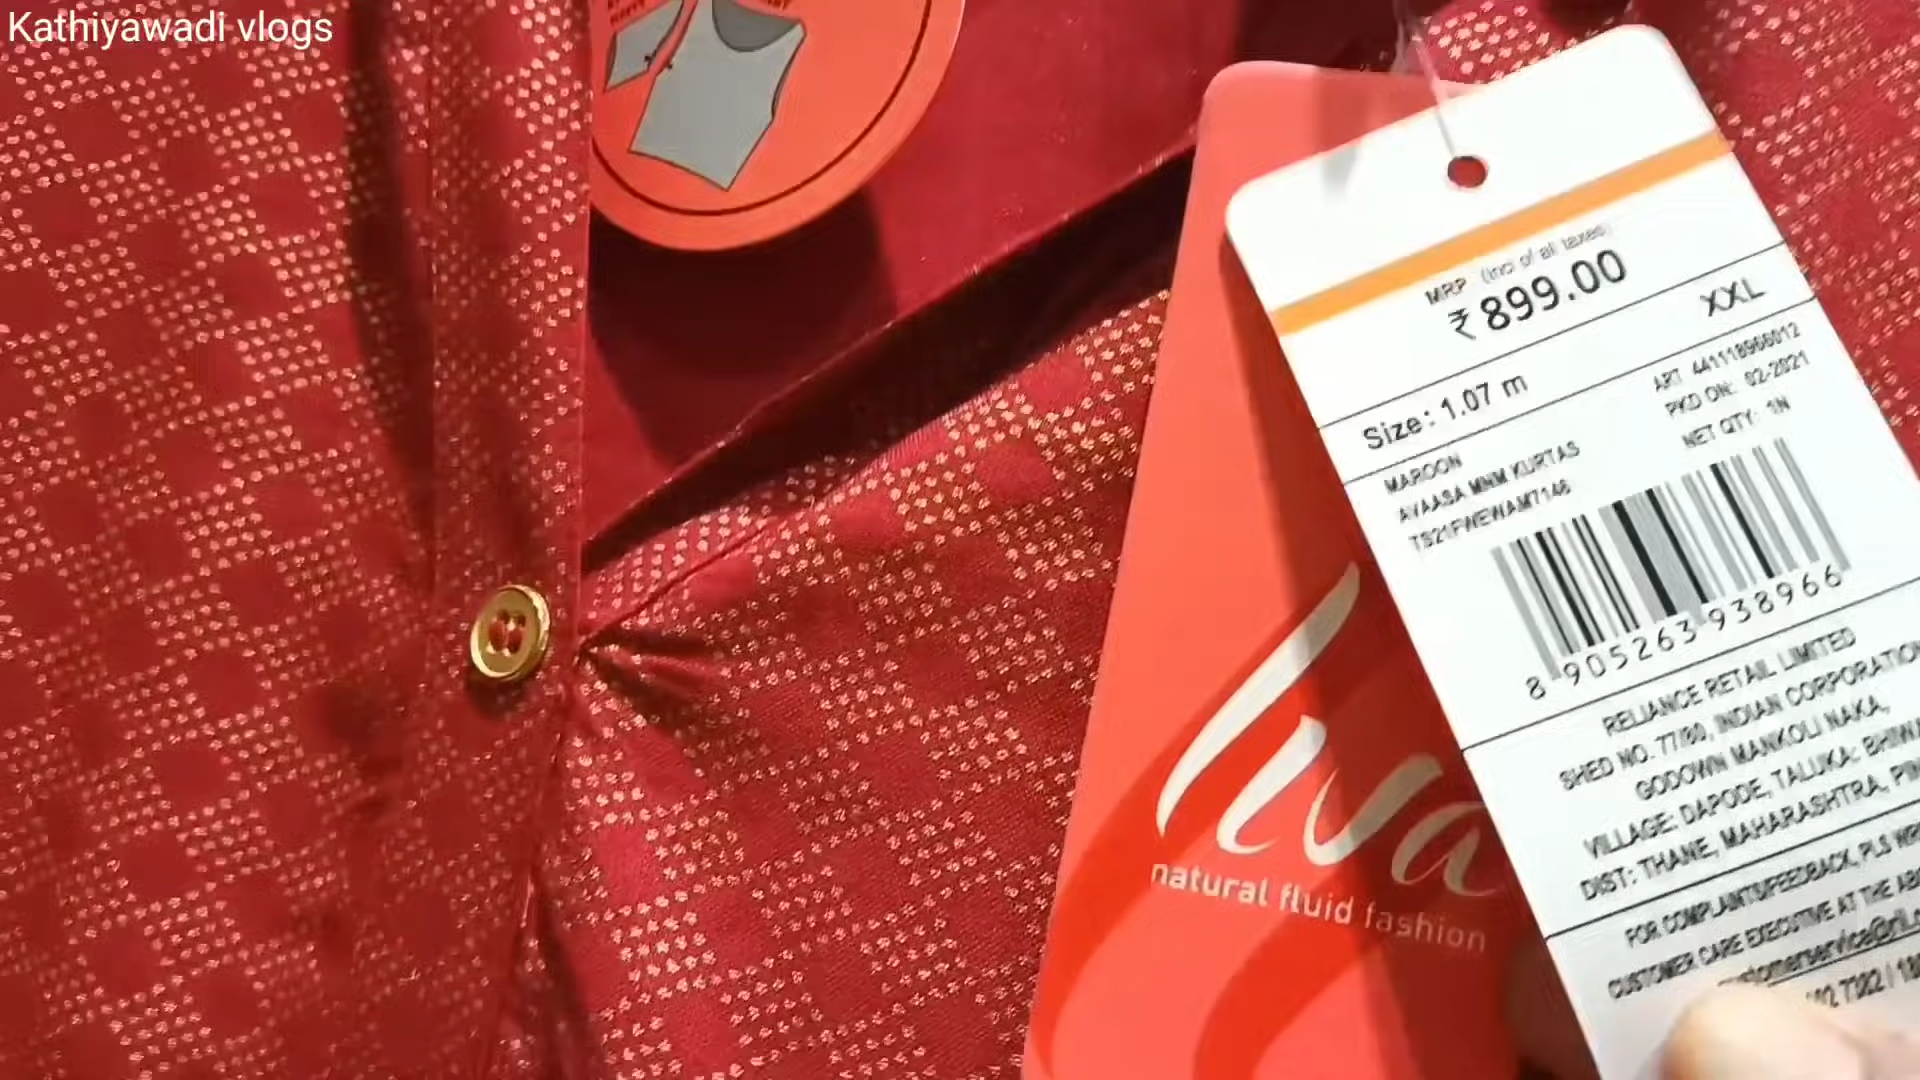 Kathiyawadi vlogs
MRP (Incl of all taxes)
₹ 899.00
XXL
Size: 1.07 m
ART 441118966012
PKD ON: 02-2021
NET QTY: 1N
MAROON
AVAASA MNM KURTAS
TS21FWEWAM7146
8 905263 938966
RELIANCE RETAIL LIMITED
SHED NO. 77/80, INDIAN CORPORATION
GODOWN MANKOLI NAKA,
VILLAGE: DAPODE, TALUKA: BHIWA
DIST: THANE, MAHARASHTRA, PIN
FOR COMPLAINTS/FEEDBACK, PLS WR
CUSTOMER CARE EXECUTIVE AT THE AB
liva
natural fluid fashion